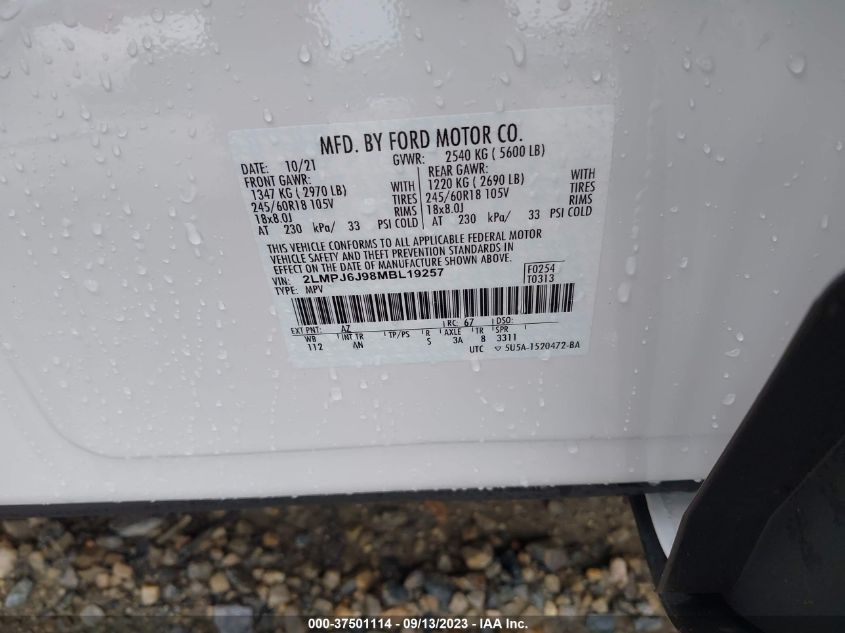 MFD. BY FORD MOTOR CO.
DATE: 10/21 GVWR: 2540 KG ( 5600 LB)
FRONT GAWR: REAR GAWR:
1347 KG ( 2970 LB) WITH 1220 KG ( 2690 LB) WITH
245/60R18 105V TIRES 245/60R18 105V TIRES
18x8.0J RIMS 18x8.0J RIMS
AT 230 kPa/ 33 PSI COLD AT 230 kPa/ 33 PSI COLD
THIS VEHICLE CONFORMS TO ALL APPLICABLE FEDERAL MOTOR
VEHICLE SAFETY AND THEFT PREVENTION STANDARDS IN
EFFECT ON THE DATE OF MANUFACTURE SHOWN ABOVE.
VIN: 2LMPJ6J98MBL19257 F0254
TYPE: MPV T0313
EXT PNT: AZ RC: 67 DSO:
WB INT TR TP/PS R AXLE TR SPR
112 AN S 3A 8 3311
UTC 5U5A-1520472-BA
000-37501114 - 09/13/2023 - IAA Inc.